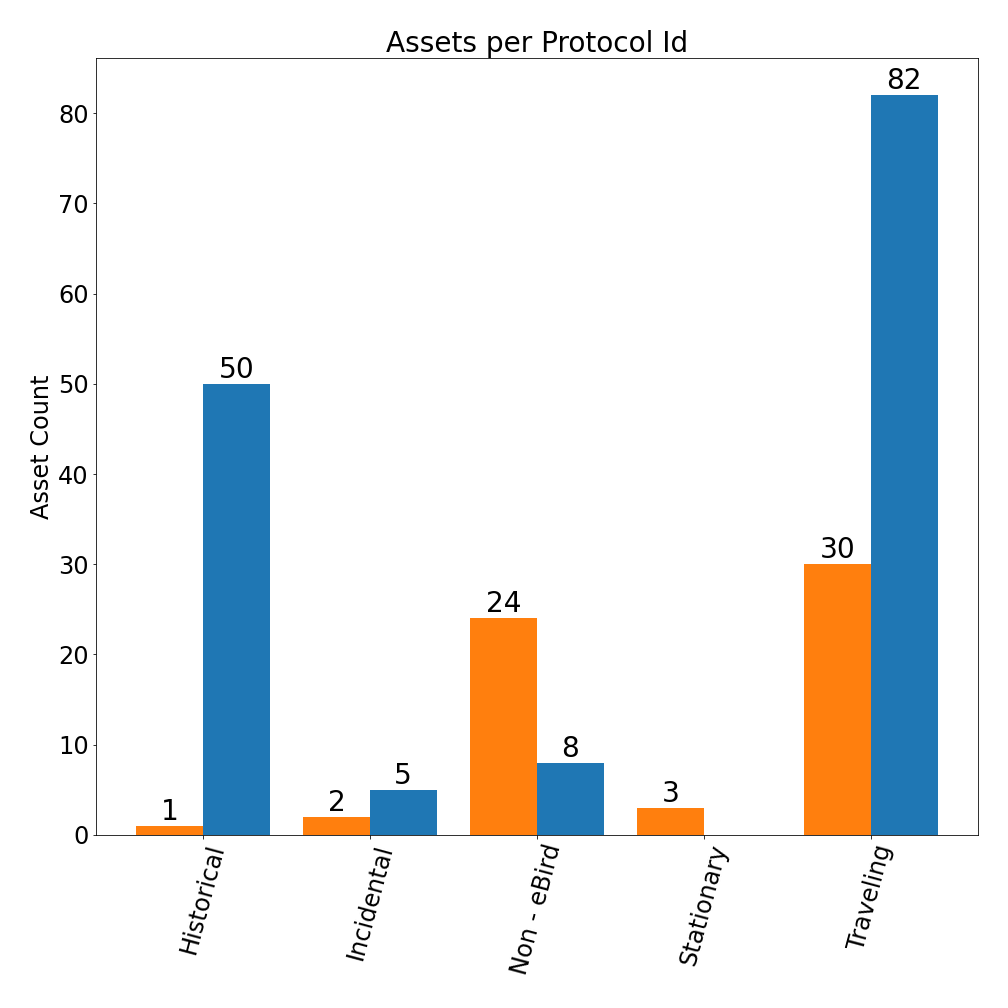 Assets per Protocol Id
Asset Count
80
70
60
50
40
30
20
10
0
1
50
2
5
24
8
3
30
82
Historical
Incidental
Non - eBird
Stationary
Traveling